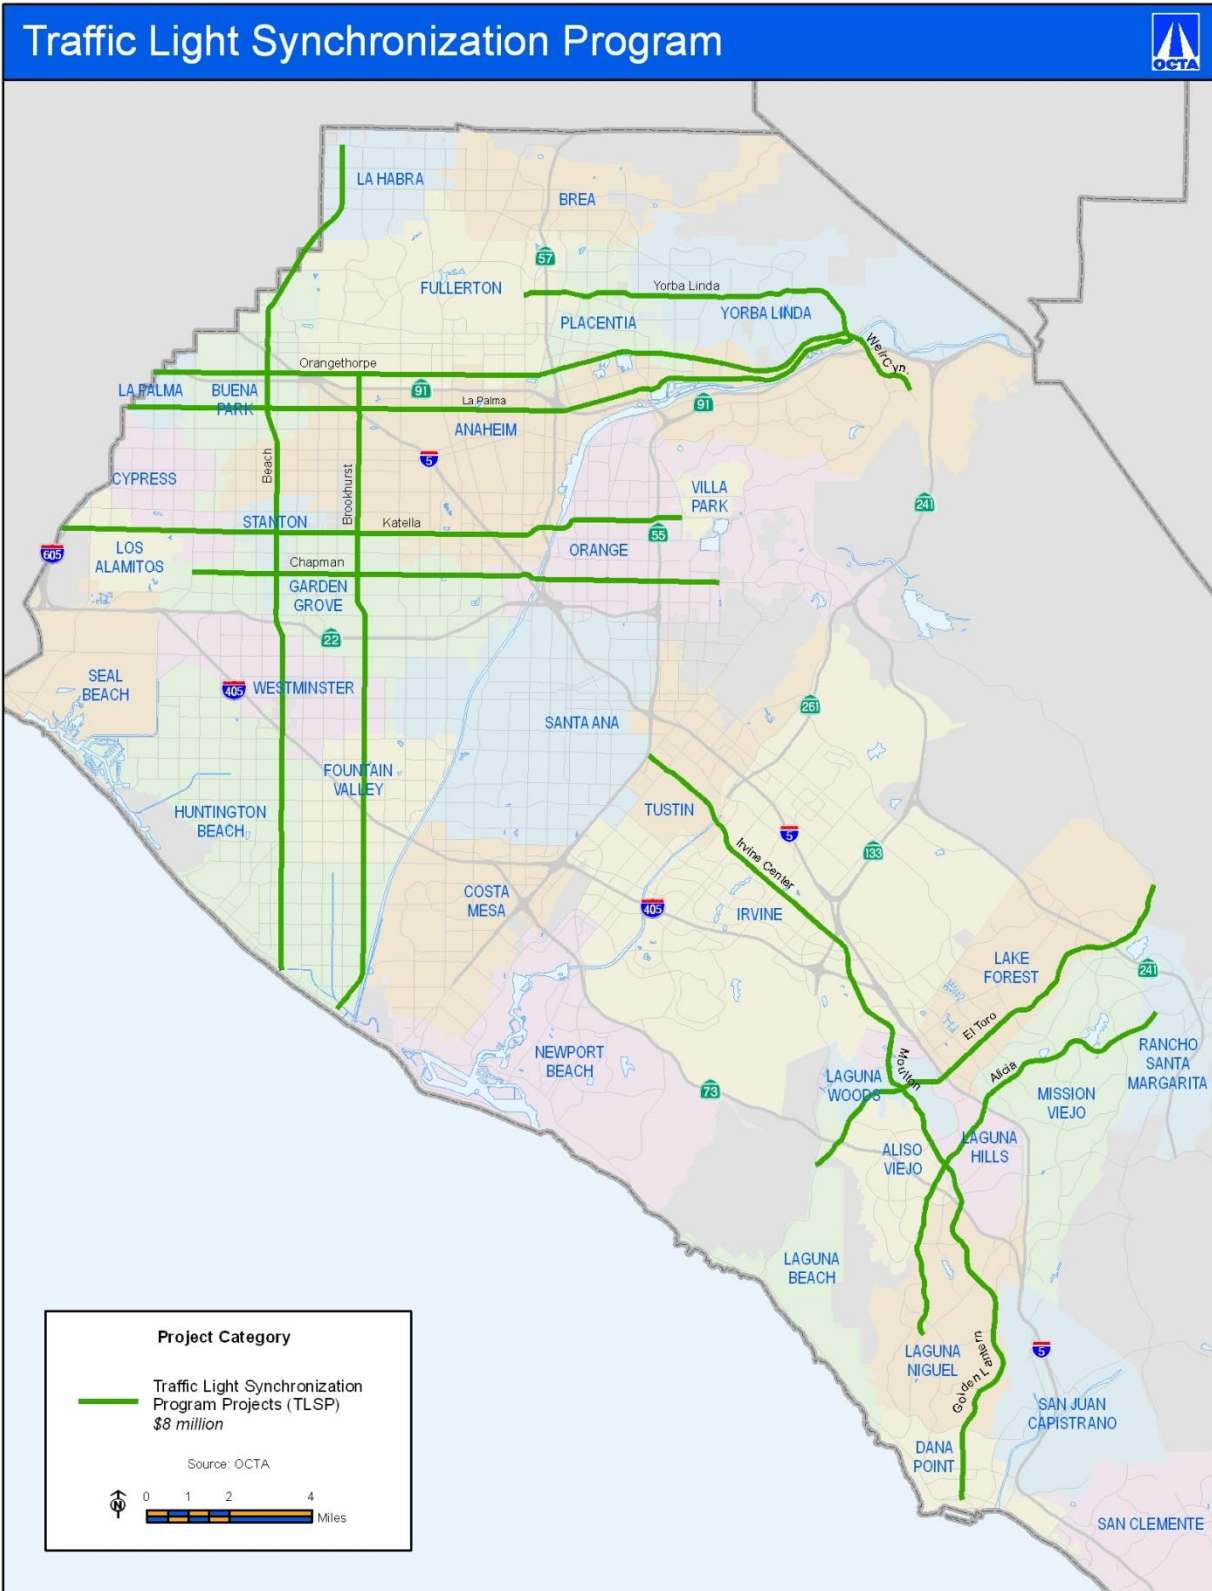 Traffic Light Synchronization Program
OCTA
LA HABRA
BREA
57
FULLERTON
Yorba Linda
YORBA LINDA
PLACENTIA
Weir Cyn.
Orangethorpe
91
LA PALMA
BUENA
PARK
La Palma
91
ANAHEIM
5
Beach
Brookhurst
CYPRESS
VILLA
PARK
241
STANTON
Katella
55
605
LOS
ALAMITOS
ORANGE
Chapman
GARDEN
GROVE
22
SEAL
BEACH
405
WESTMINSTER
261
SANTA ANA
FOUNTAIN
VALLEY
HUNTINGTON
BEACH
TUSTIN
5
133
Irvine Center
COSTA
MESA
405
IRVINE
LAKE
FOREST
241
El Toro
NEWPORT
BEACH
73
Moulton
LAGUNA
WOODS
Alicia
RANCHO
SANTA
MARGARITA
MISSION
VIEJO
ALISO
VIEJO
LAGUNA
HILLS
LAGUNA
BEACH
LAGUNA
NIGUEL
Golden Lantern
5
SAN JUAN
CAPISTRANO
DANA
POINT
SAN CLEMENTE
Project Category
Traffic Light Synchronization
Program Projects (TLSP)
$8 million
Source: OCTA
N
0 1 2 4
Miles